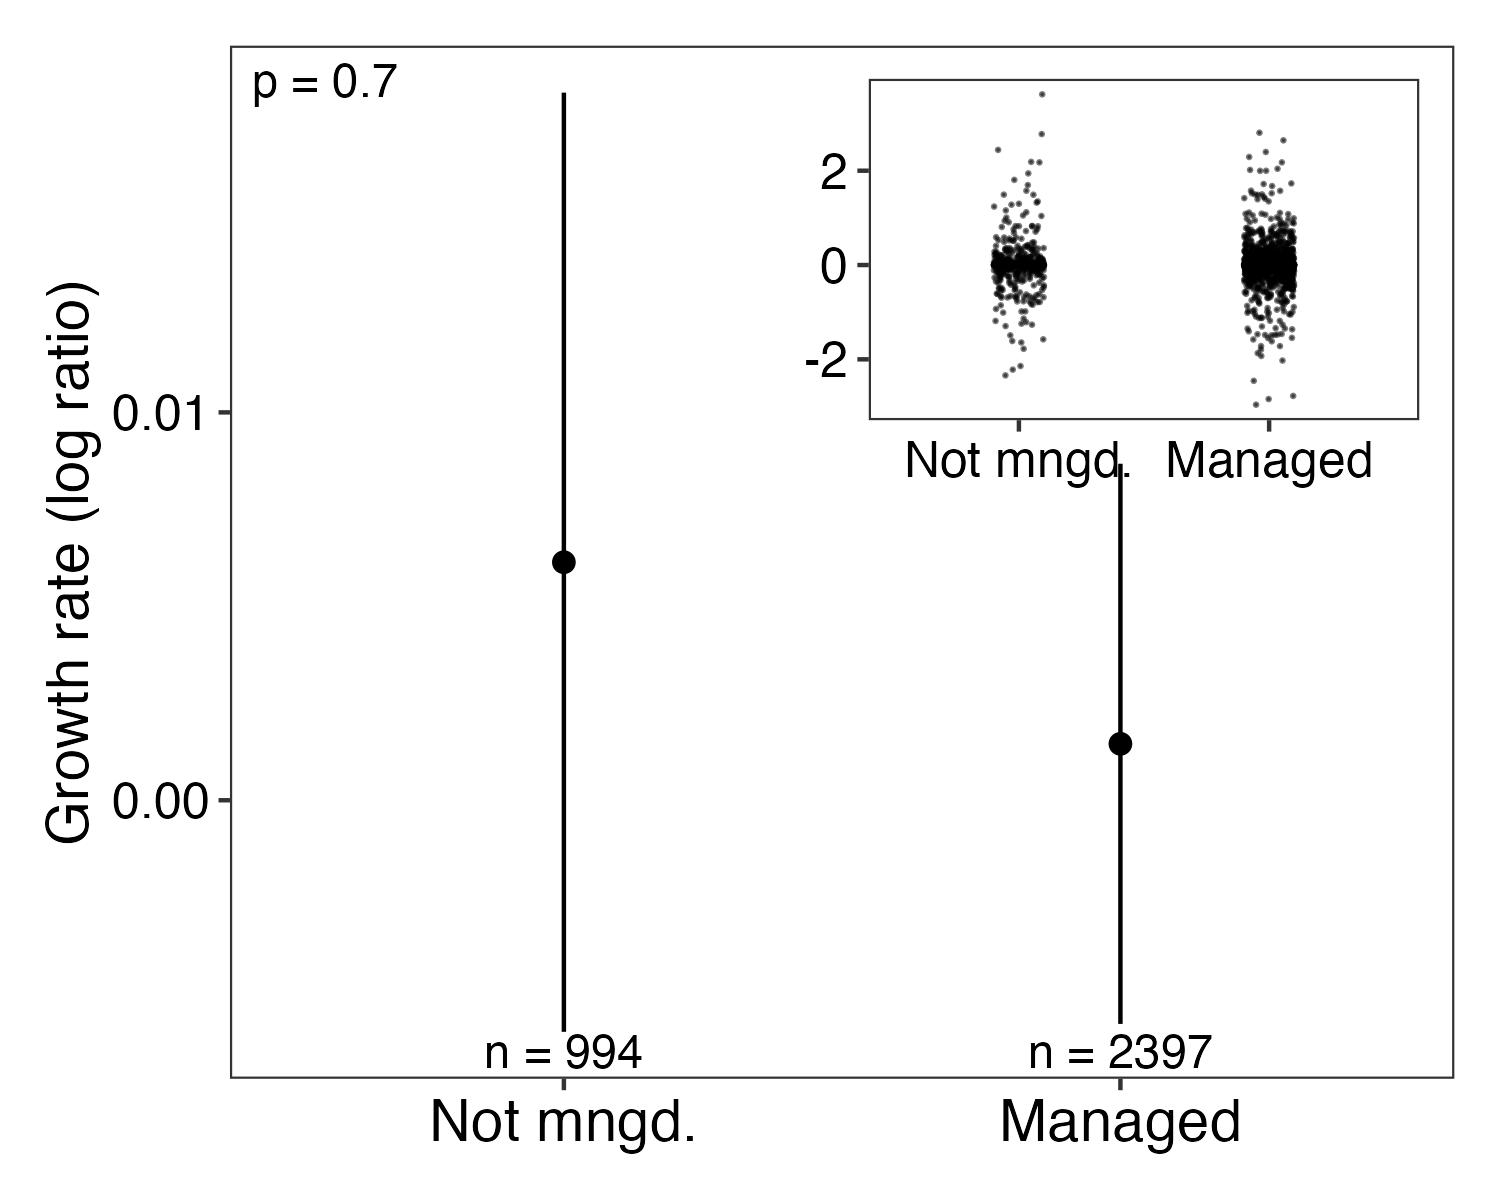 p = 0.7
2
0
-2
Not mngd. Managed
Growth rate (log ratio)
0.01
0.00
n = 994
n = 2397
Not mngd.
Managed